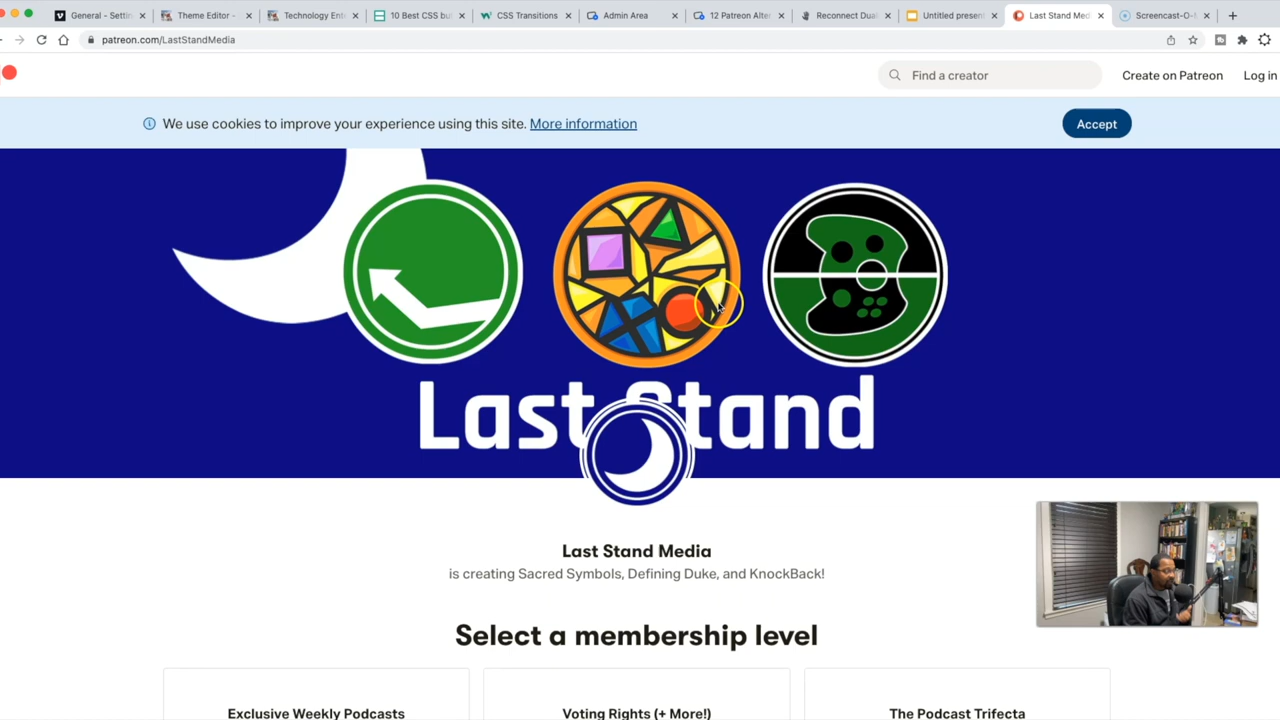 General - Settin
Theme Editor -
Technology Ente
10 Best CSS bu
CSS Transitions
Admin Area
12 Patreon Alte
Reconnect Dual
Untitled present
Last Stand Med
Screencast-O-
patreon.com/LastStandMedia
Find a creator
Create on Patreon
Log in
We use cookies to improve your experience using this site. More information
Accept
Last Stand
Last Stand Media
is creating Sacred Symbols, Defining Duke, and KnockBack!
Select a membership level
Exclusive Weekly Podcasts
Voting Rights (+ More!)
The Podcast Trifecta